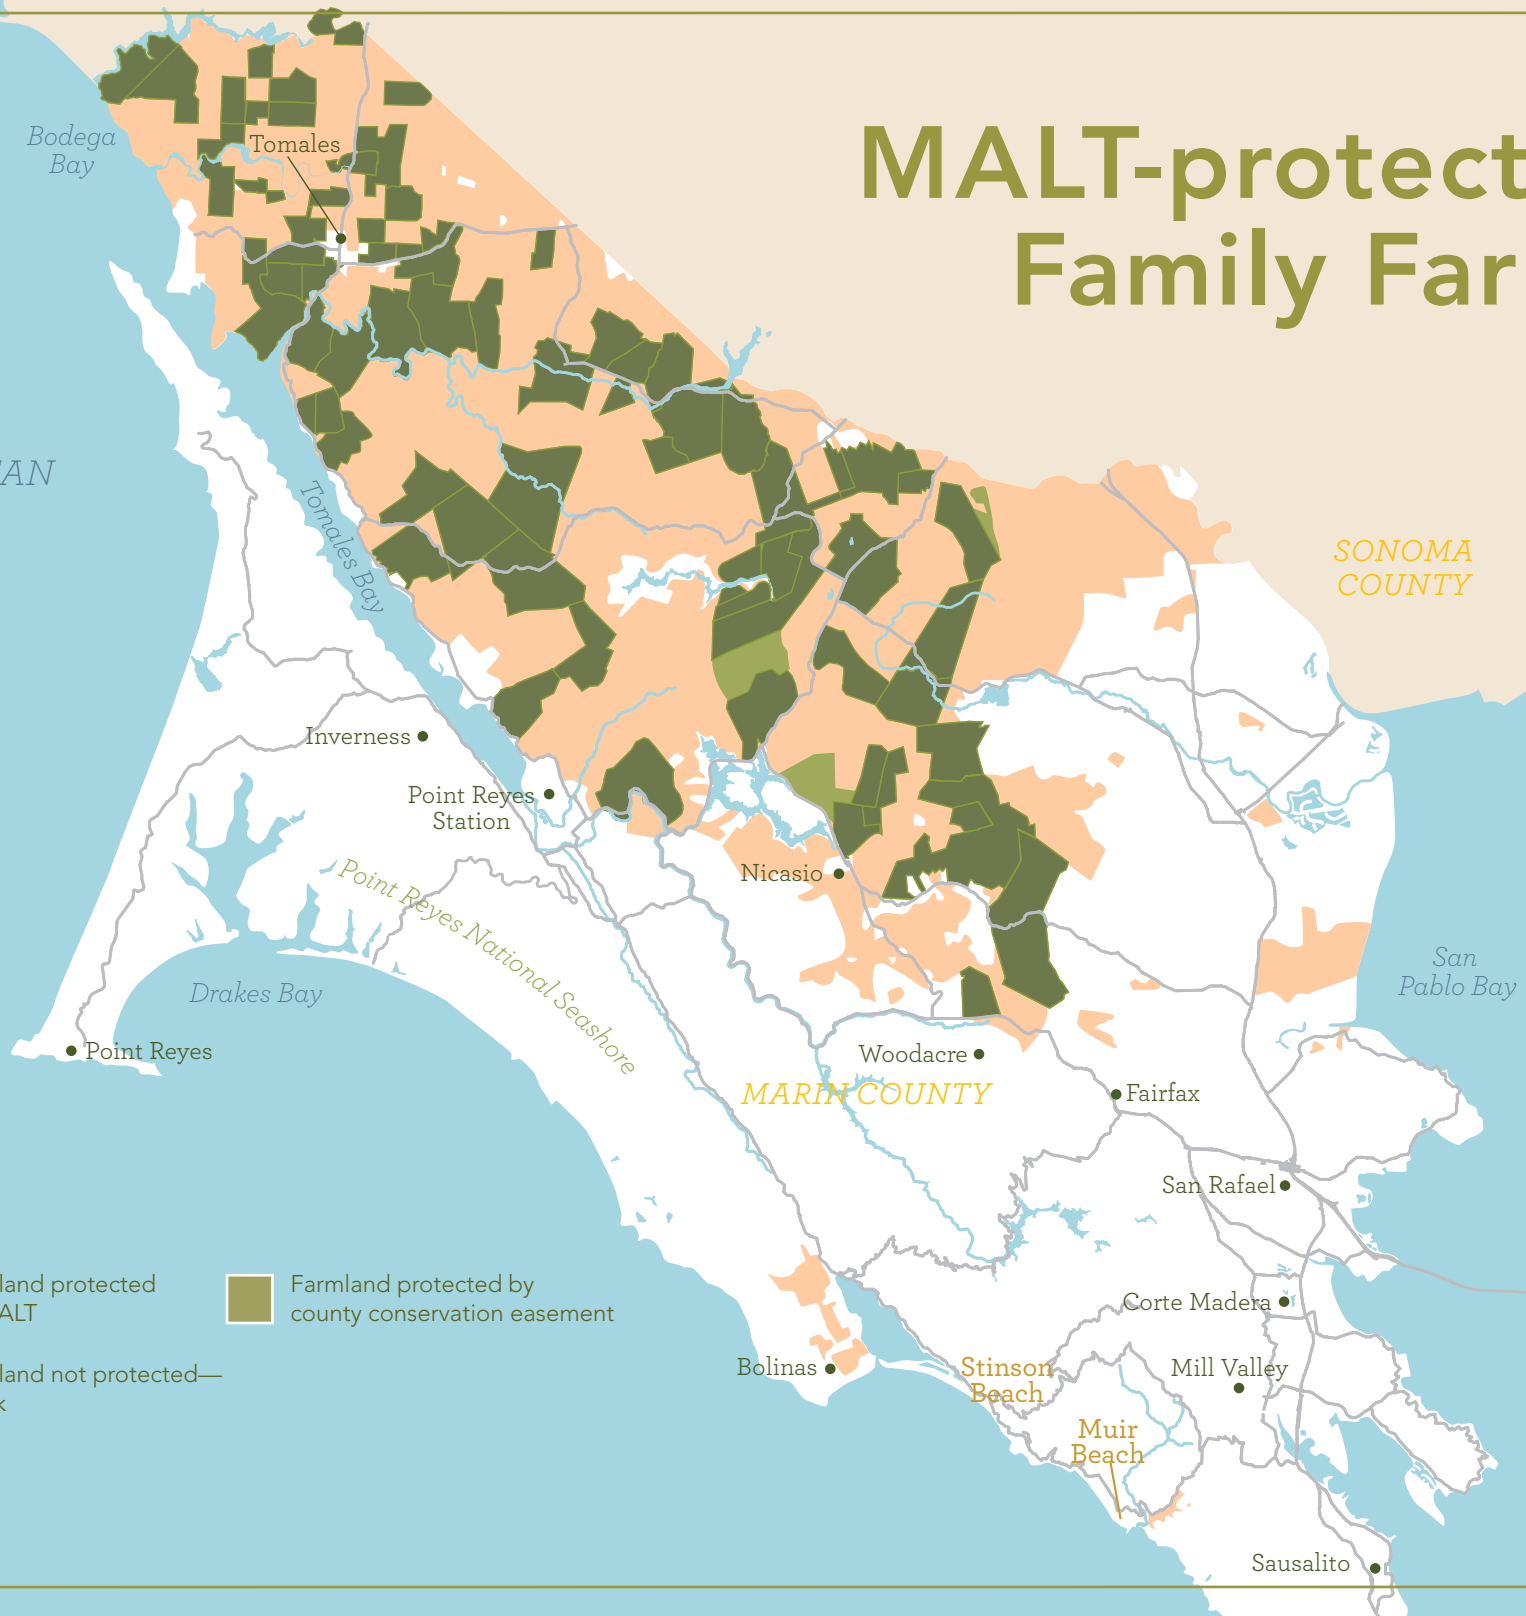 MALT-protect
Family Far
Bodega
Bay
Tomales
AN
Tomales Bay
SONOMA
COUNTY
Inverness
Point Reyes
Station
Nicasio
Point Reyes National Seashore
Drakes Bay
San
Pablo Bay
Point Reyes
Woodacre
MARIN COUNTY
Fairfax
San Rafael
land protected
ALT
Farmland protected by
county conservation easement
Corte Madera
land not protected—
k
Bolinas
Stinson
Beach
Mill Valley
Muir
Beach
Sausalito